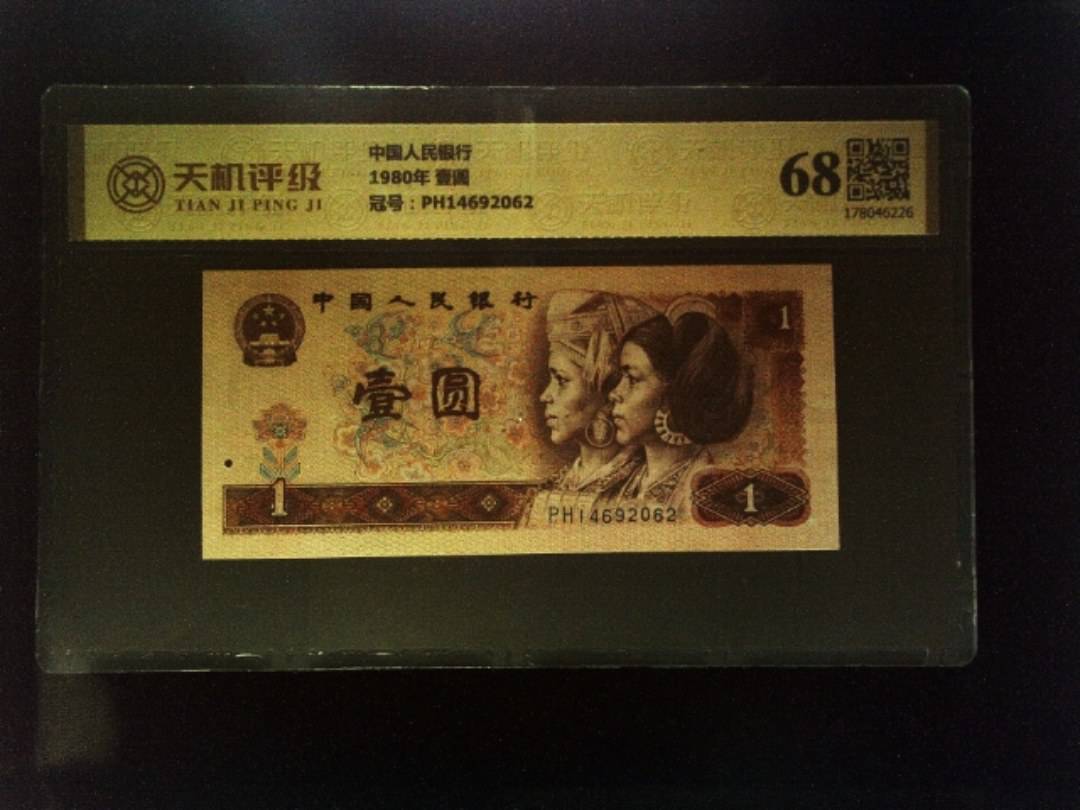 天机评级
TIAN JI PING JI
中国人民银行
1980年 壹圆
冠号：PH14692062
68
178046226
中国人民银行
1
壹圆
1
PH14692062
1